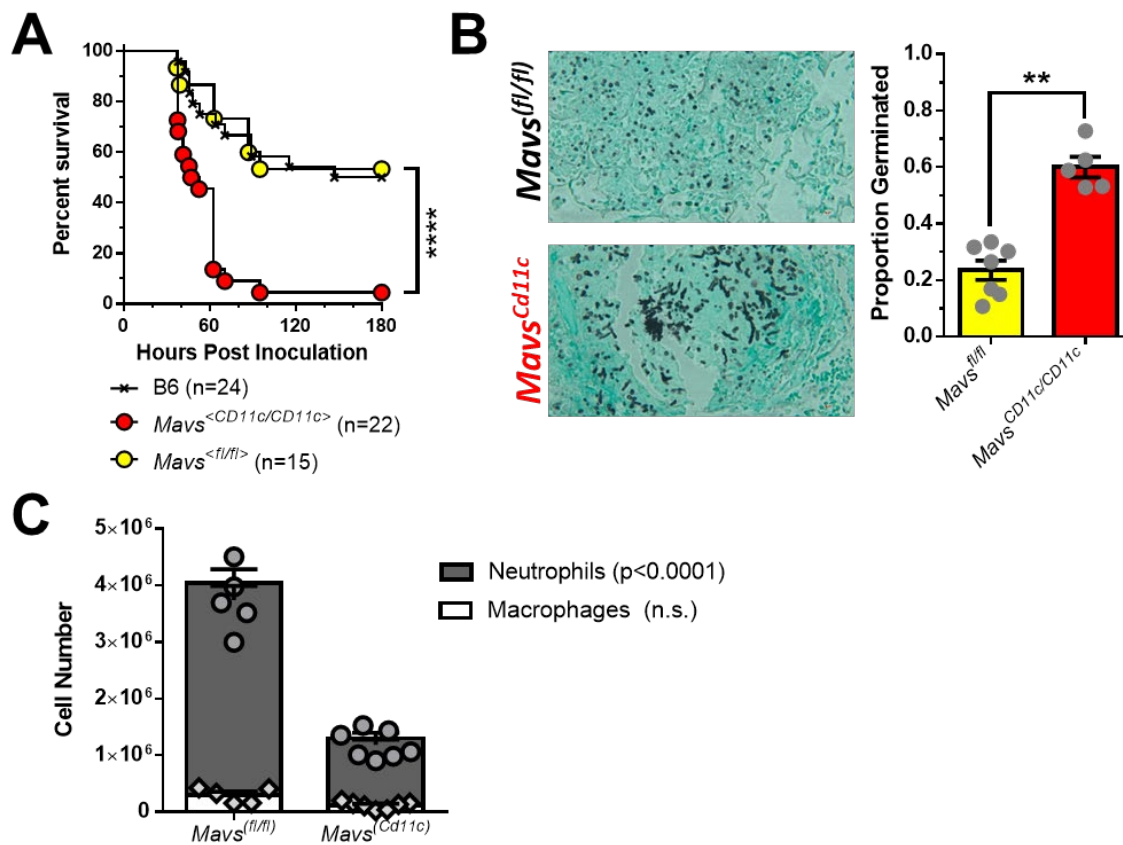 A
100
80
60
40
20
0
Percent survival
0 60 120 180
Hours Post Inoculation
****
B6 (n=24)
Mavs<CD11c/CD11c> (n=22)
Mavs<fl/fl> (n=15)
B
Mavs(fl/fl)
MavsCd11c
1.0
0.8
0.6
0.4
0.2
0.0
Proportion Germinated
**
Mavsfl/fl
MavsCD11c/CD11c
C
5×10⁶
4×10⁶
3×10⁶
2×10⁶
1×10⁶
0
Cell Number
Mavs(fl/fl) Mavs(Cd11c)
Neutrophils (p<0.0001)
Macrophages (n.s.)